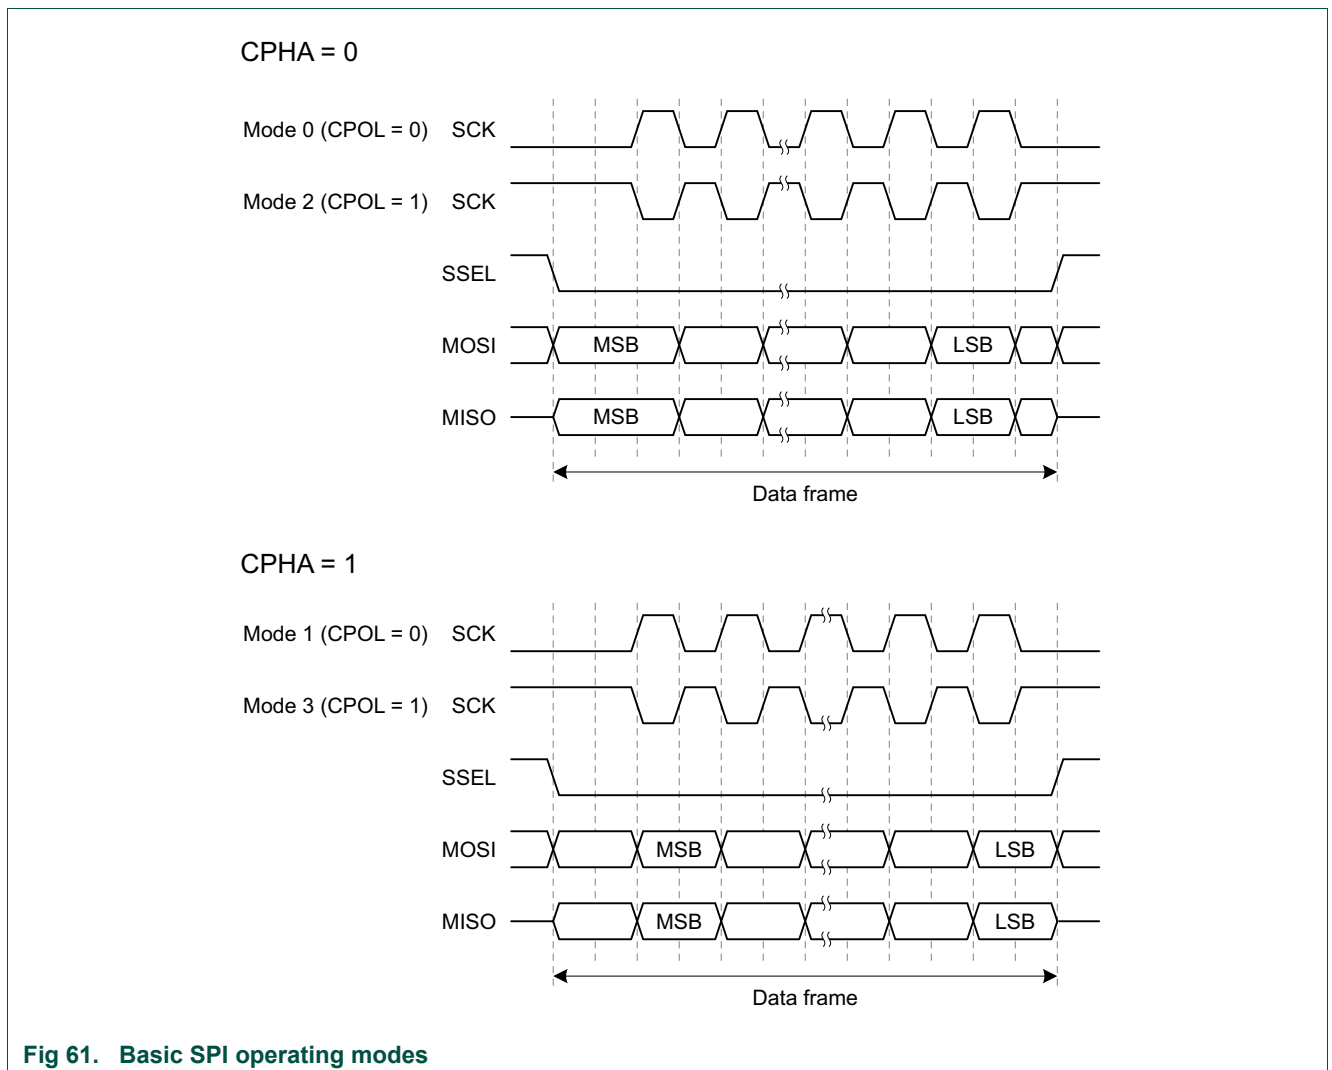 CPHA = 0
Mode 0 (CPOL = 0) SCK
Mode 2 (CPOL = 1) SCK
SSEL
MOSI MSB LSB
MISO MSB LSB
Data frame
CPHA = 1
Mode 1 (CPOL = 0) SCK
Mode 3 (CPOL = 1) SCK
SSEL
MOSI MSB LSB
MISO MSB LSB
Data frame
Fig 61. Basic SPI operating modes